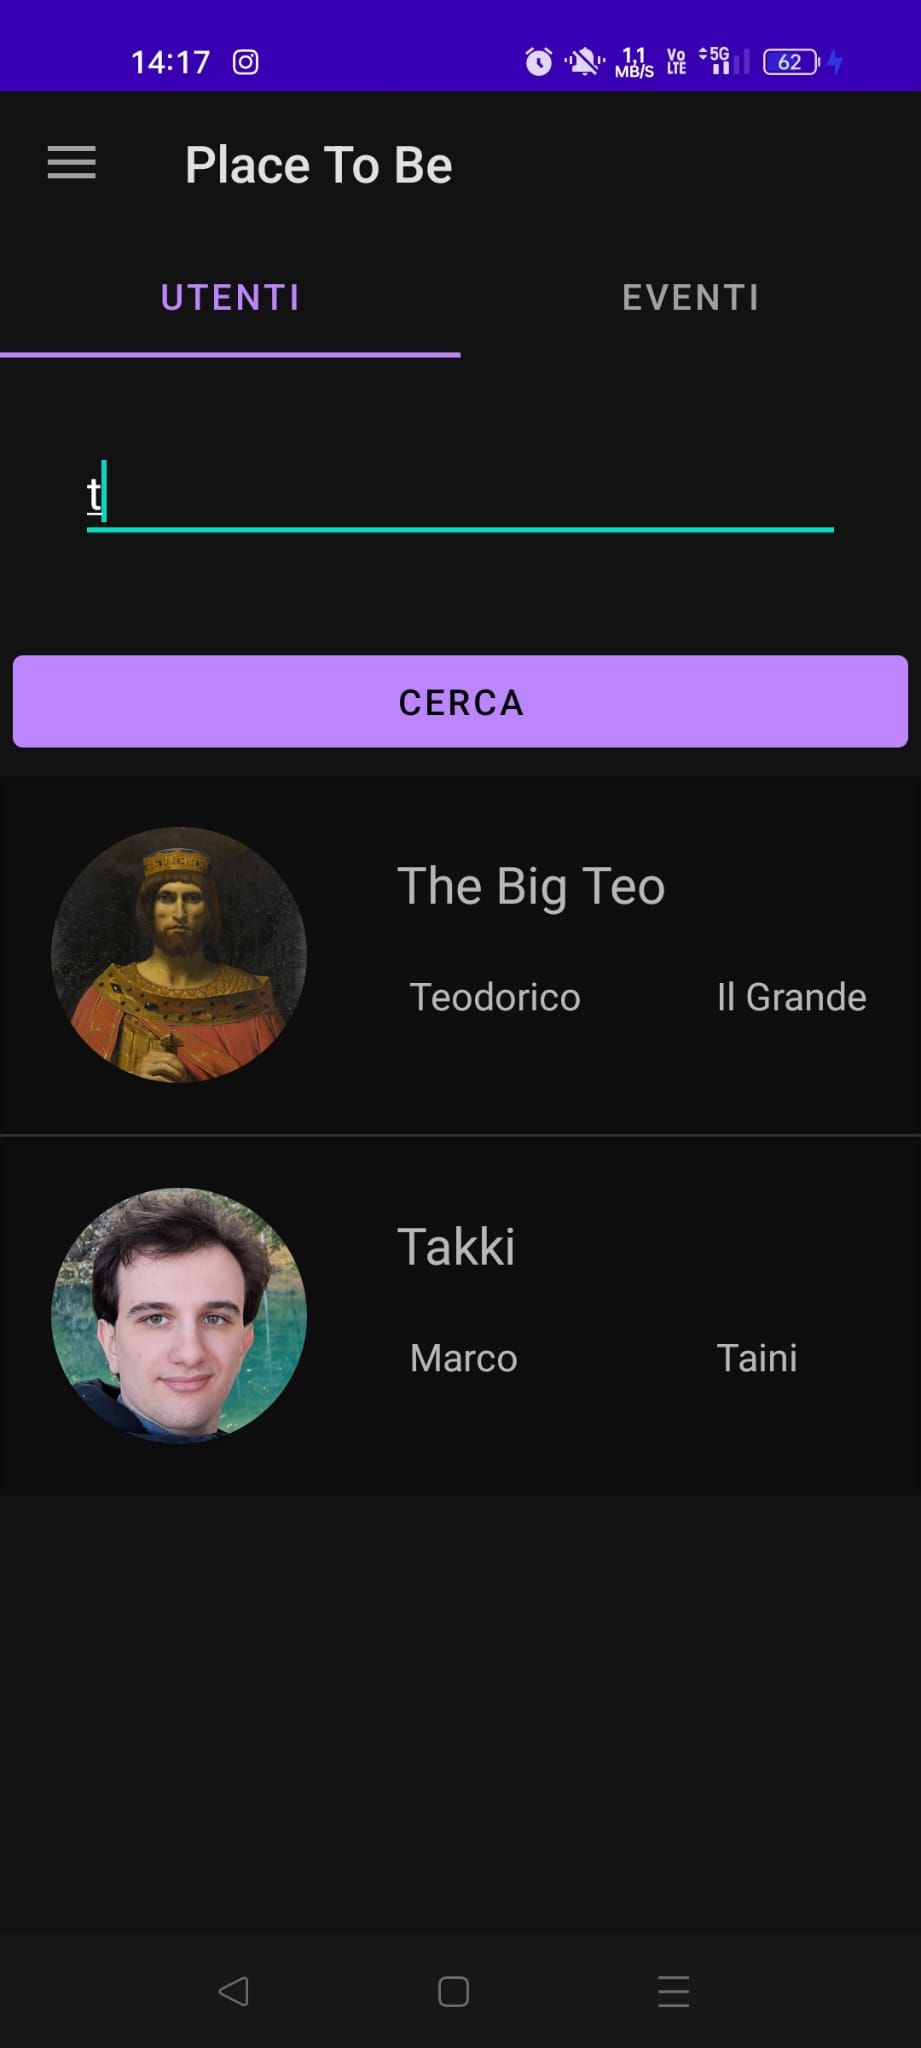 14:17 1,1 MB/S Vo LTE 5G 62
Place To Be
UTENTI EVENTI
t
CERCA
The Big Teo
Teodorico Il Grande
Takki
Marco Taini